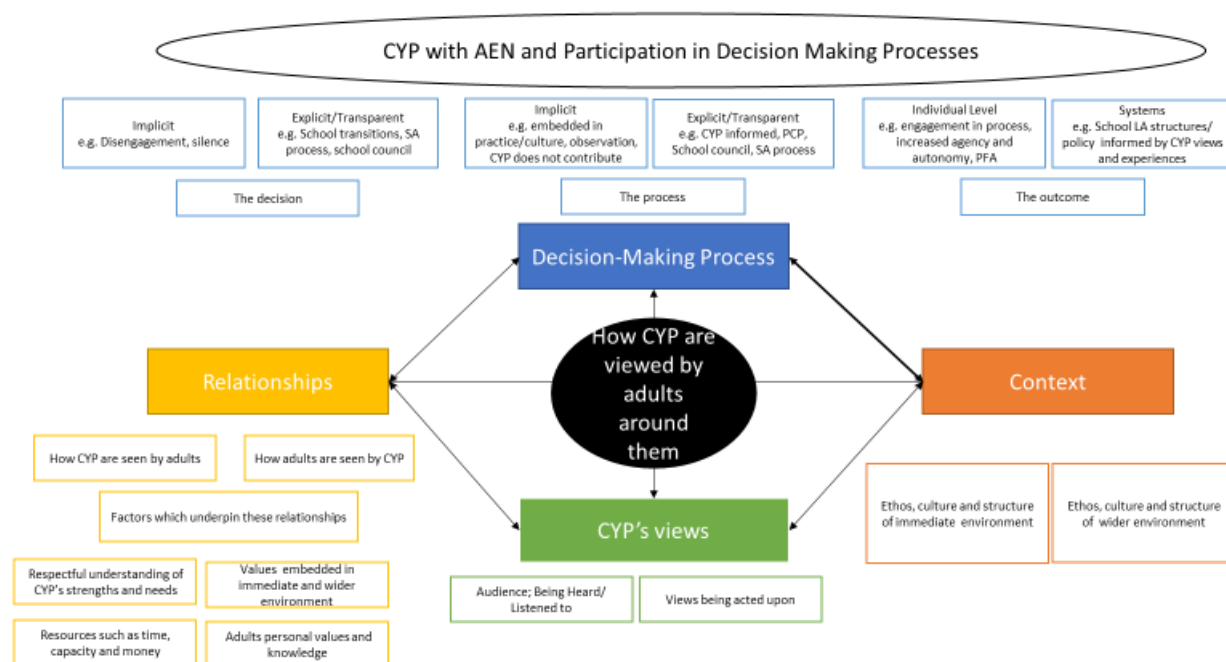 CYP with AEN and Participation in Decision Making Processes
Implicit
e.g. Disengagement, silence
Explicit/Transparent
e.g. School transitions, SA
process, school council
Implicit
e.g. embedded in
practice/culture, observation,
CYP does not contribute
Explicit/Transparent
e.g. CYP informed, PCP,
School council, SA process
Individual Level
e.g. engagement in process,
increased agency and
autonomy, PFA
Systems
e.g. School LA structures/
policy informed by CYP views
and experiences
The decision
The process
The outcome
Decision-Making Process
How CYP are
viewed by
adults
around
them
Relationships
Context
How CYP are seen by adults
How adults are seen by CYP
Factors which underpin these relationships
Respectful understanding of
CYP's strengths and needs
Values embedded in
immediate and wider
environment
Resources such as time,
capacity and money
Adults personal values and
knowledge
CYP's views
Audience; Being Heard/
Listened to
Views being acted upon
Ethos, culture and structure
of immediate environment
Ethos, culture and structure
of wider environment